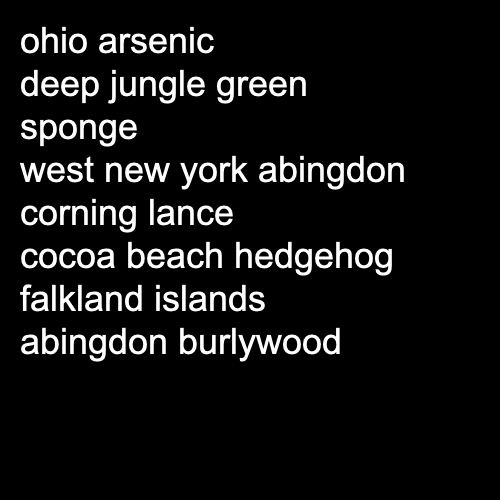 ohio arsenic
deep jungle green
sponge
west new york abingdon
corning lance
cocoa beach hedgehog
falkland islands
abingdon burlywood